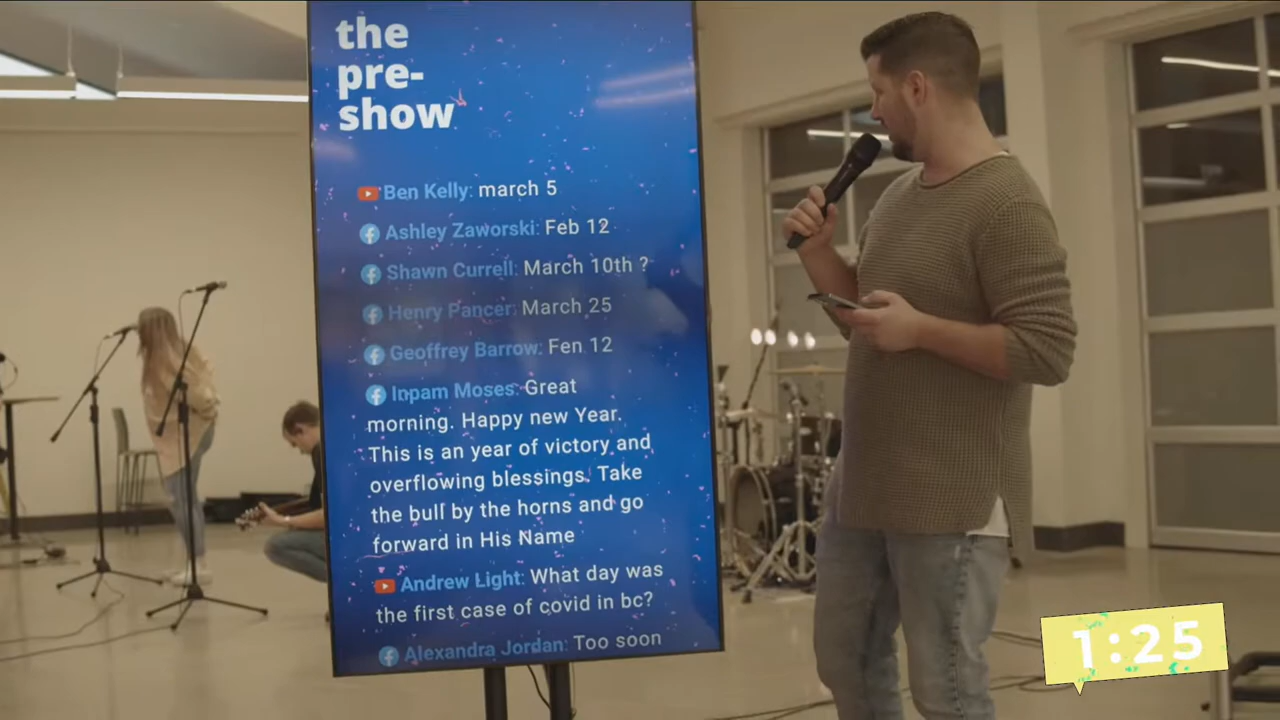 the
pre-
show
Ben Kelly: march 5
Ashley Zaworski: Feb 12
Shawn Currell: March 10th ?
Henry Pancer: March 25
Geoffrey Barrow: Fen 12
Inpam Moses: Great
morning. Happy new Year.
This is an year of victory and
overflowing blessings. Take
the bull by the horns and go
forward in His Name
Andrew Light: What day was
the first case of covid in bc?
Alexandra Jordan: Too soon
1:25